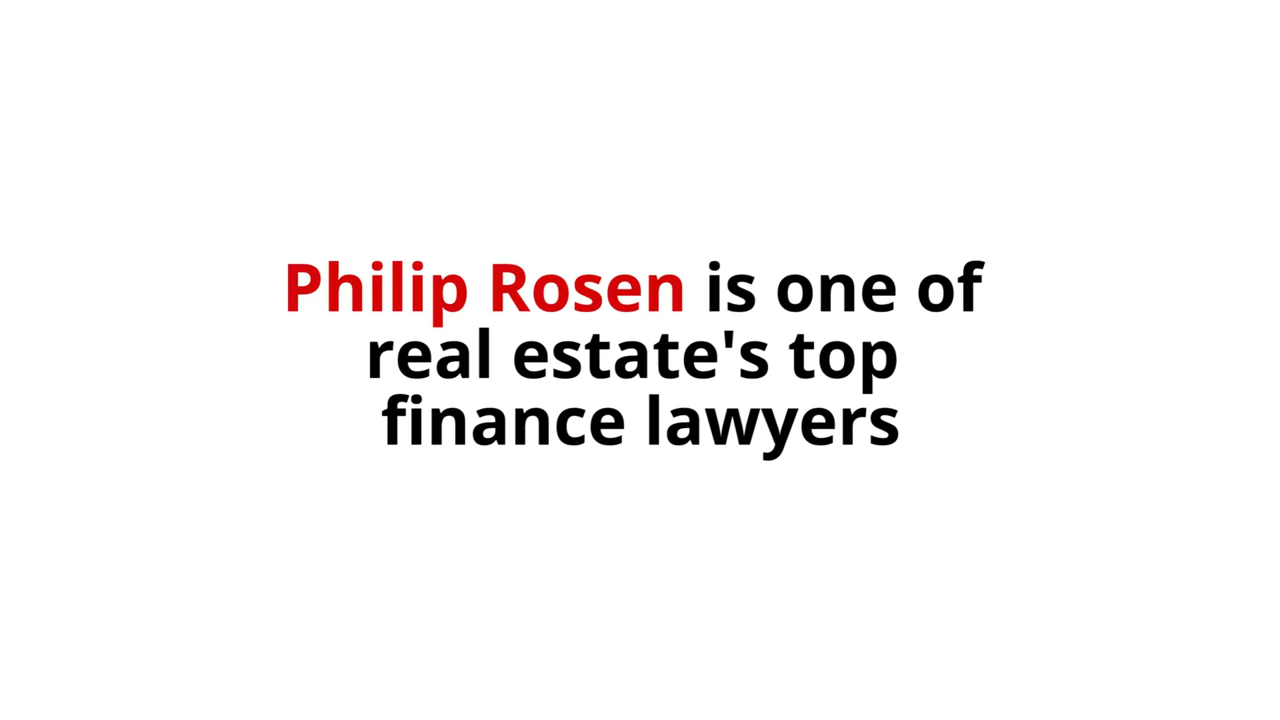 Philip Rosen is one of
real estate's top
finance lawyers